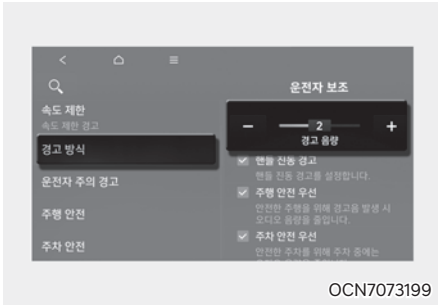 운전자 보조
속도 제한
속도 제한 경고
경고 방식
운전자 주의 경고
주행 안전
주차 안전
2
경고 음량
핸들 진동 경고
핸들 진동 경고를 설정합니다.
주행 안전 우선
안전한 주행을 위해 경고음 발생 시
오디오 음량을 줄입니다.
주차 안전 우선
안전한 주차를 위해 주차 중에는
OCN7073199